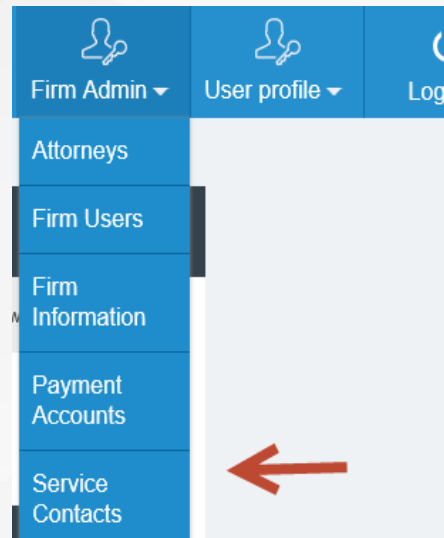 Firm Admin
User profile
Log
Attorneys
Firm Users
Firm
Information
Payment
Accounts
Service
Contacts